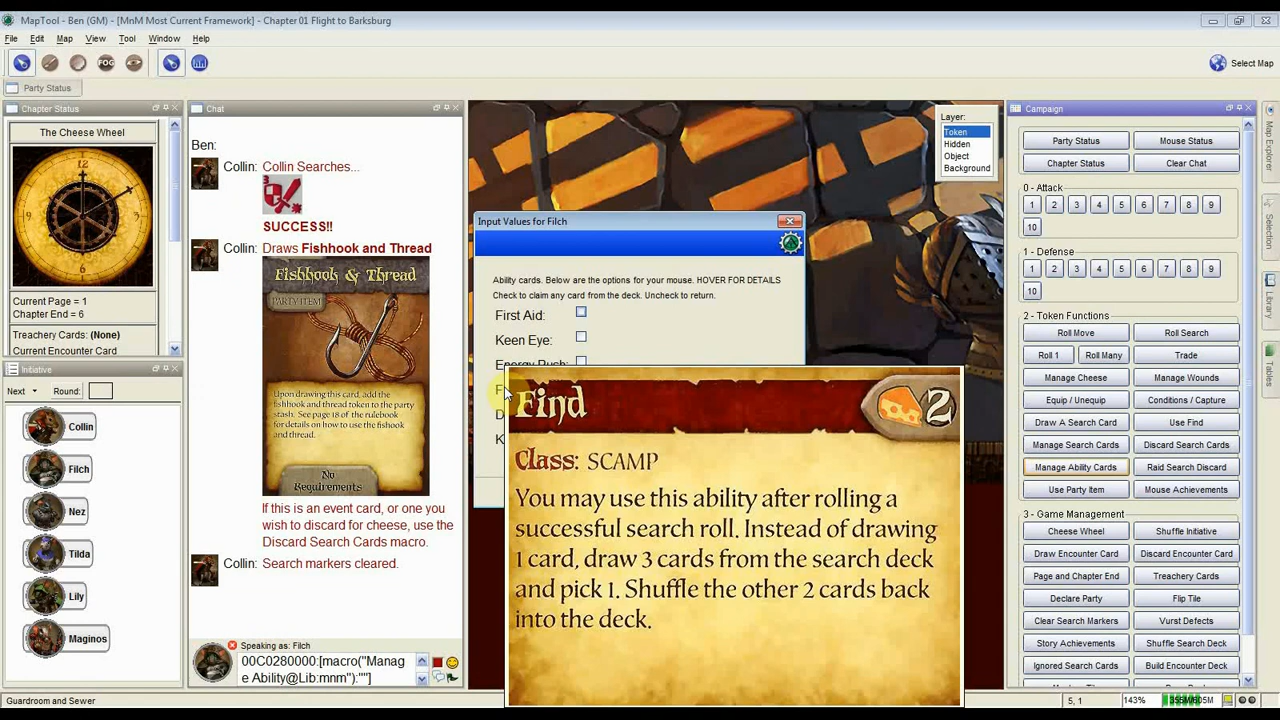 MapTool - Ben (GM) - [MnM Most Current Framework] - Chapter 01 Flight to Barksburg
File Edit Map View Tool Window Help
FOG
Select Map
Party Status
Chapter Status
The Cheese Wheel
12
Current Page = 1
Chapter End = 6
Treachery Cards: (None)
Current Encounter Card
Initiative
Next
Round:
Collin
Filch
Nez
Tilda
Lily
Maginos
Chat
Ben:
Collin: Collin Searches...
SUCCESS!!
Collin: Draws Fishhook and Thread
Fishhook & Thread
PARTY ITEM
Upon drawing this card, add the
fishhook and thread token to the party
stash. See page 18 of the rulebook
for details on how to use the fishhook
and thread.
No
Requirements
If this is an event card, or one you
wish to discard for cheese, use the
Discard Search Cards macro.
Collin: Search markers cleared.
Speaking as: Filch
00C0280000:[macro("Manag
e Ability@Lib:mnm"):""]
Layer:
Token
Hidden
Object
Background
Input Values for Filch
Ability cards. Below are the options for your mouse. HOVER FOR DETAILS
Check to claim any card from the deck. Uncheck to return.
First Aid:
Keen Eye:
Energy Rush:
F
D
K
Find
2
Class: SCAMP
You may use this ability after rolling a
successful search roll. Instead of drawing
1 card, draw 3 cards from the search deck
and pick 1. Shuffle the other 2 cards back
into the deck.
Campaign
Party Status Mouse Status
Chapter Status Clear Chat
0 - Attack
1 2 3 4 5 6 7 8 9
10
1 - Defense
1 2 3 4 5 6 7 8 9
10
2 - Token Functions
Roll Move Roll Search
Roll 1 Roll Many Trade
Manage Cheese Manage Wounds
Equip / Unequip Conditions / Capture
Draw A Search Card Use Find
Manage Search Cards Discard Search Cards
Manage Ability Cards Raid Search Discard
Use Party Item Mouse Achievements
3 - Game Management
Cheese Wheel Shuffle Initiative
Draw Encounter Card Discard Encounter Card
Page and Chapter End Treachery Cards
Declare Party Flip Tile
Clear Search Markers Vurst Defects
Story Achievements Shuffle Search Deck
Ignored Search Cards Build Encounter Deck
Map Explorer
Selection
Library
Tables
Guardroom and Sewer
5, 1
143%
355M/605M